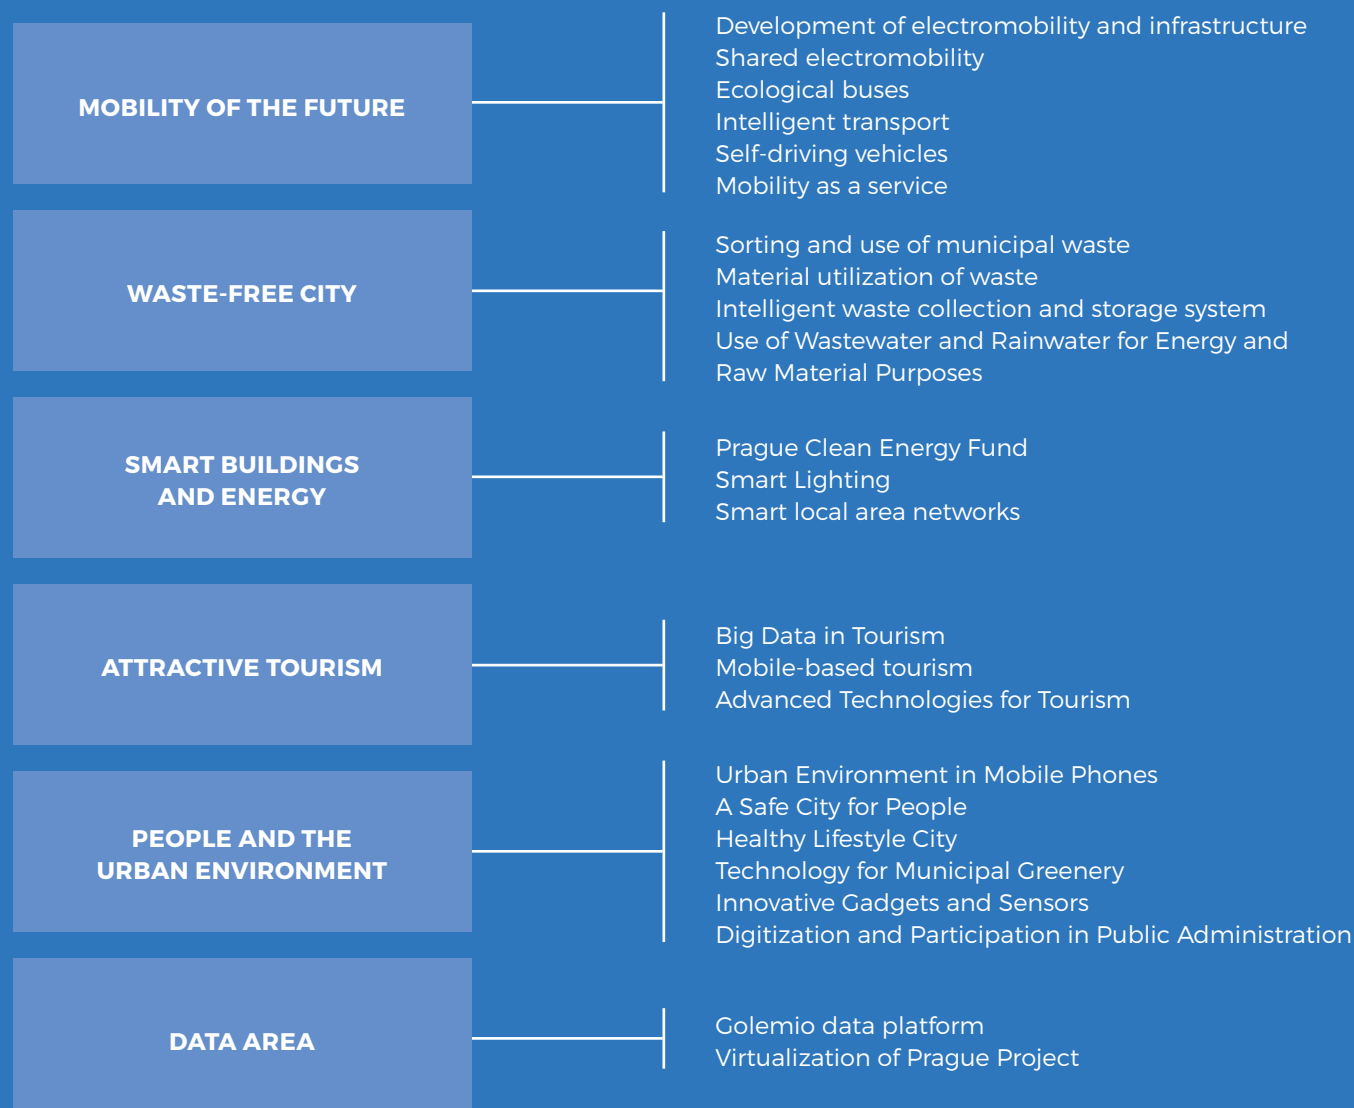 MOBILITY OF THE FUTURE
Development of electromobility and infrastructure
Shared electromobility
Ecological buses
Intelligent transport
Self-driving vehicles
Mobility as a service
WASTE-FREE CITY
Sorting and use of municipal waste
Material utilization of waste
Intelligent waste collection and storage system
Use of Wastewater and Rainwater for Energy and
Raw Material Purposes
SMART BUILDINGS
AND ENERGY
Prague Clean Energy Fund
Smart Lighting
Smart local area networks
ATTRACTIVE TOURISM
Big Data in Tourism
Mobile-based tourism
Advanced Technologies for Tourism
PEOPLE AND THE
URBAN ENVIRONMENT
Urban Environment in Mobile Phones
A Safe City for People
Healthy Lifestyle City
Technology for Municipal Greenery
Innovative Gadgets and Sensors
Digitization and Participation in Public Administration
DATA AREA
Golemio data platform
Virtualization of Prague Project